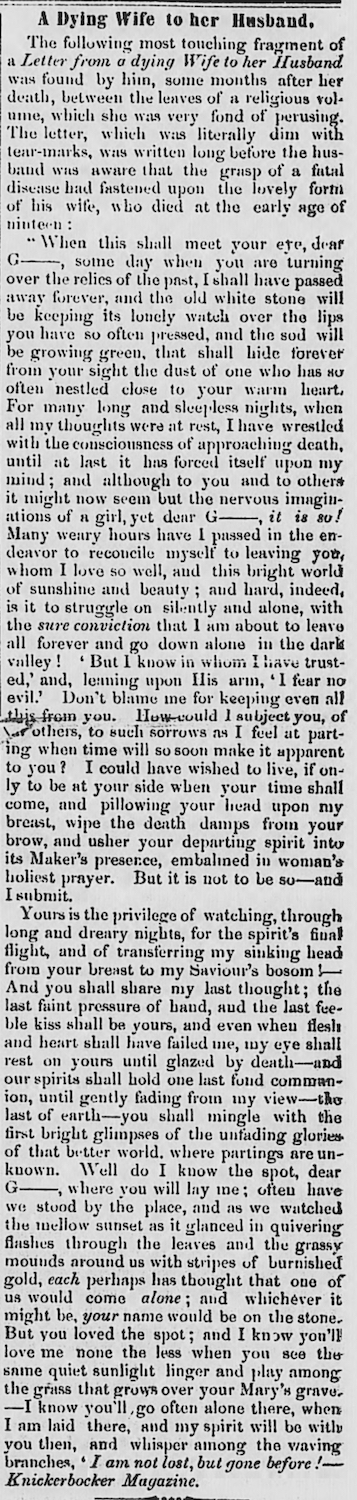 A Dying Wife to her Husband.
The following most touching fragment of
a Letter from a dying Wife to her Husband
was found by him, some months after her
death, between the leaves of a religious vol-
ume, which she was very fond of perusing.
The letter, which was literally dim with
tear-marks, was written long before the hus-
band was aware that the grasp of a fatal
disease had fastened upon the lovely form
of his wife, who died at the early age of
ninteen:
"When this shall meet your eye, dear
G——, some day when you are turning
over the relics of the past, I shall have passed
away forever, and the old white stone will
be keeping its lonely watch over the lips
you have so often pressed, and the sod will
be growing green, that shall hide forever
from your sight the dust of one who has so
often nestled close to your warm heart.
For many long and sleepless nights, when
all my thoughts were at rest, I have wrestled
with the consciousness of approaching death,
until at last it has forced itself upon my
mind; and although to you and to others
it might now seem but the nervous imagin-
ations of a girl, yet dear G——, it is so!
Many weary hours have I passed in the en-
deavor to reconcile myself to leaving you,
whom I love so well, and this bright world
of sunshine and beauty; and hard, indeed,
is it to struggle on silently and alone, with
the sure conviction that I am about to leave
all forever and go down alone in the dark
valley! 'But I know in whom I have trust-
ed,' and, leaning upon His arm, 'I fear no
evil.' Don't blame me for keeping even all
this from you. How could I subject you, of
others, to such sorrows as I feel at part-
ing when time will so soon make it apparent
to you? I could have wished to live, if on-
ly to be at your side when your time shall
come, and pillowing your head upon my
breast, wipe the death damps from your
brow, and usher your departing spirit into
its Maker's presence, embalmed in woman's
holiest prayer. But it is not to be so—and
I submit.
Yours is the privilege of watching, through
long and dreary nights, for the spirit's final
flight, and of transferring my sinking head
from your breast to my Saviour's bosom!—
And you shall share my last thought; the
last faint pressure of hand, and the last fee-
ble kiss shall be yours, and even when flesh
and heart shall have failed me, my eye shall
rest on yours until glazed by death—and
our spirits shall hold one last fond commun-
ion, until gently fading from my view—the
last of earth—you shall mingle with the
first bright glimpses of the unfading glories
of that better world, where partings are un-
known. Well do I know the spot, dear
G——, where you will lay me; often have
we stood by the place, and as we watched
the mellow sunset as it glanced in quivering
flashes through the leaves and the grassy
mounds around us with stripes of burnished
gold, each perhaps has thought that one of
us would come alone; and whichever it
might be, your name would be on the stone.
But you loved the spot; and I know you'll
love me none the less when you see the
same quiet sunlight linger and play among
the grass that grows over your Mary's grave.
—I know you'll go often alone there, when
I am laid there, and my spirit will be with
you then, and whisper among the waving
branches, 'I am not lost, but gone before!—
Knickerbocker Magazine.